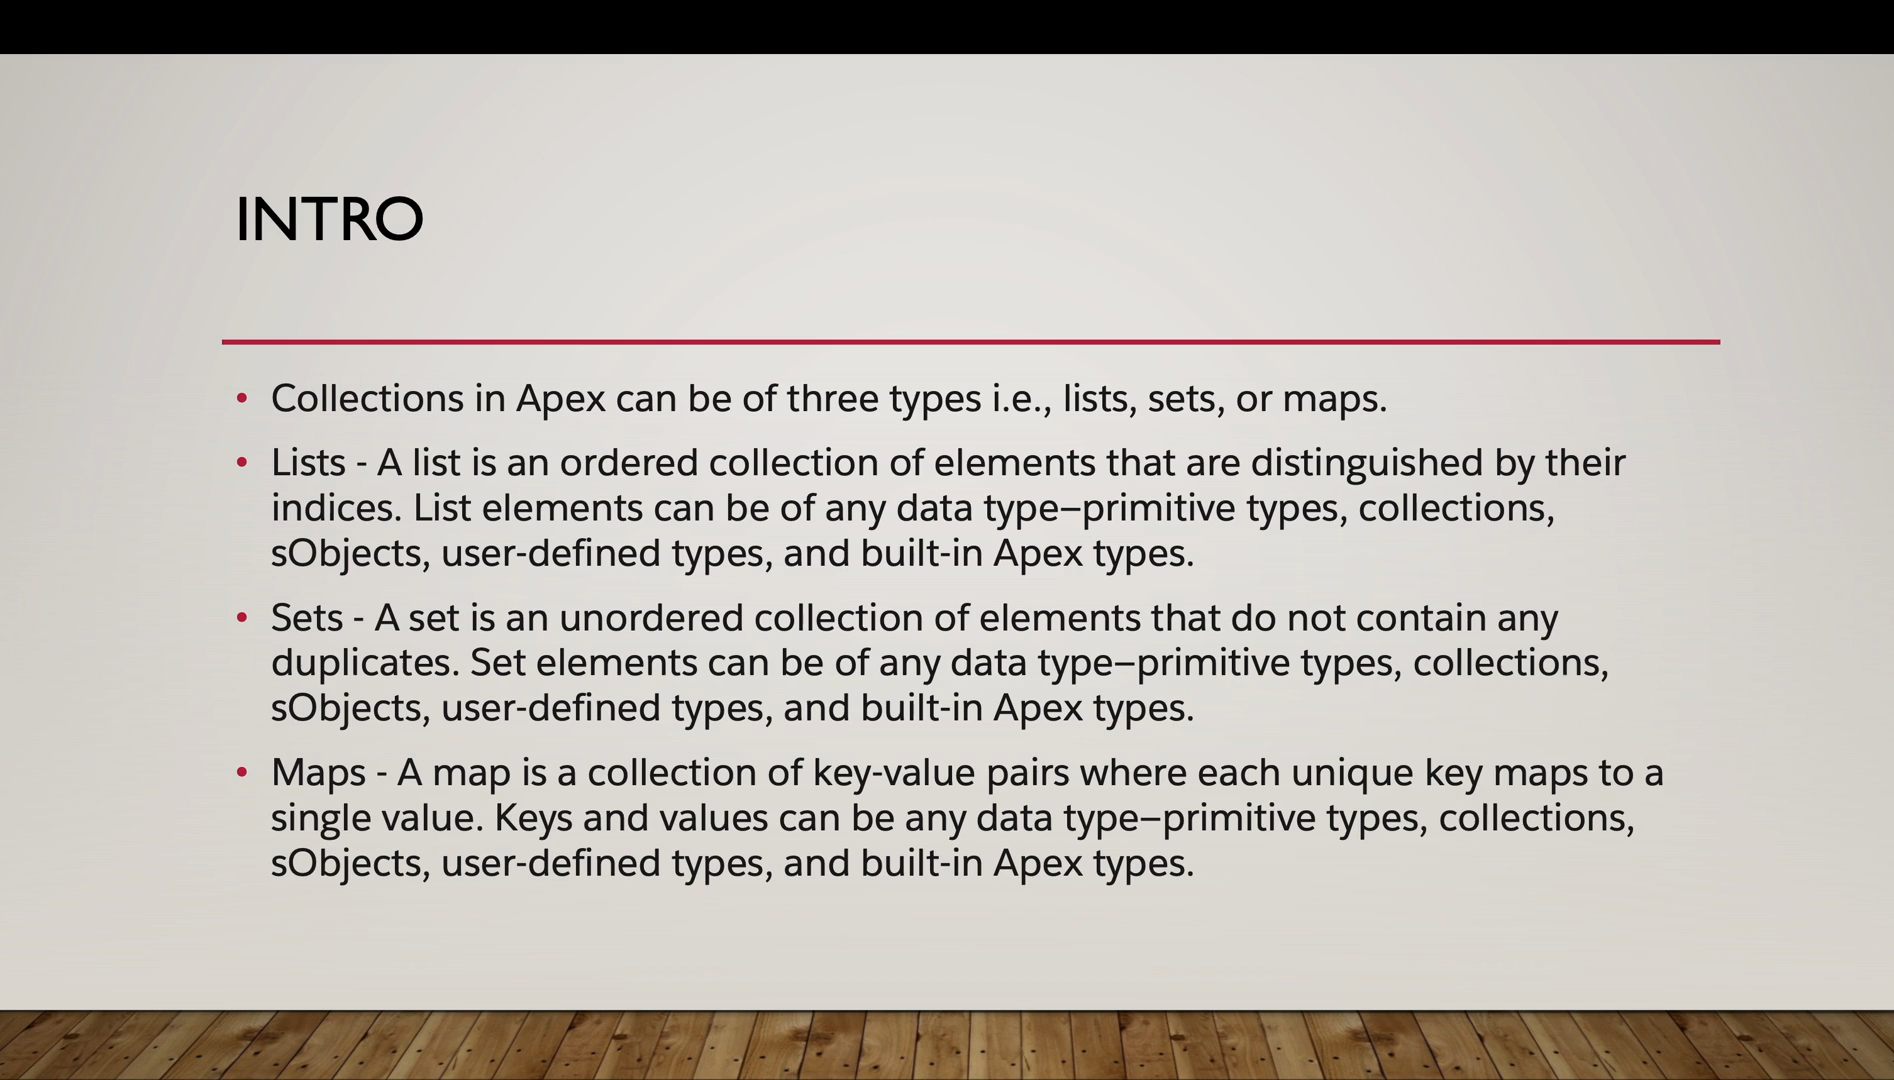 INTRO
• Collections in Apex can be of three types i.e., lists, sets, or maps.
• Lists - A list is an ordered collection of elements that are distinguished by their
indices. List elements can be of any data type–primitive types, collections,
sObjects, user-defined types, and built-in Apex types.
• Sets - A set is an unordered collection of elements that do not contain any
duplicates. Set elements can be of any data type–primitive types, collections,
sObjects, user-defined types, and built-in Apex types.
• Maps - A map is a collection of key-value pairs where each unique key maps to a
single value. Keys and values can be any data type–primitive types, collections,
sObjects, user-defined types, and built-in Apex types.